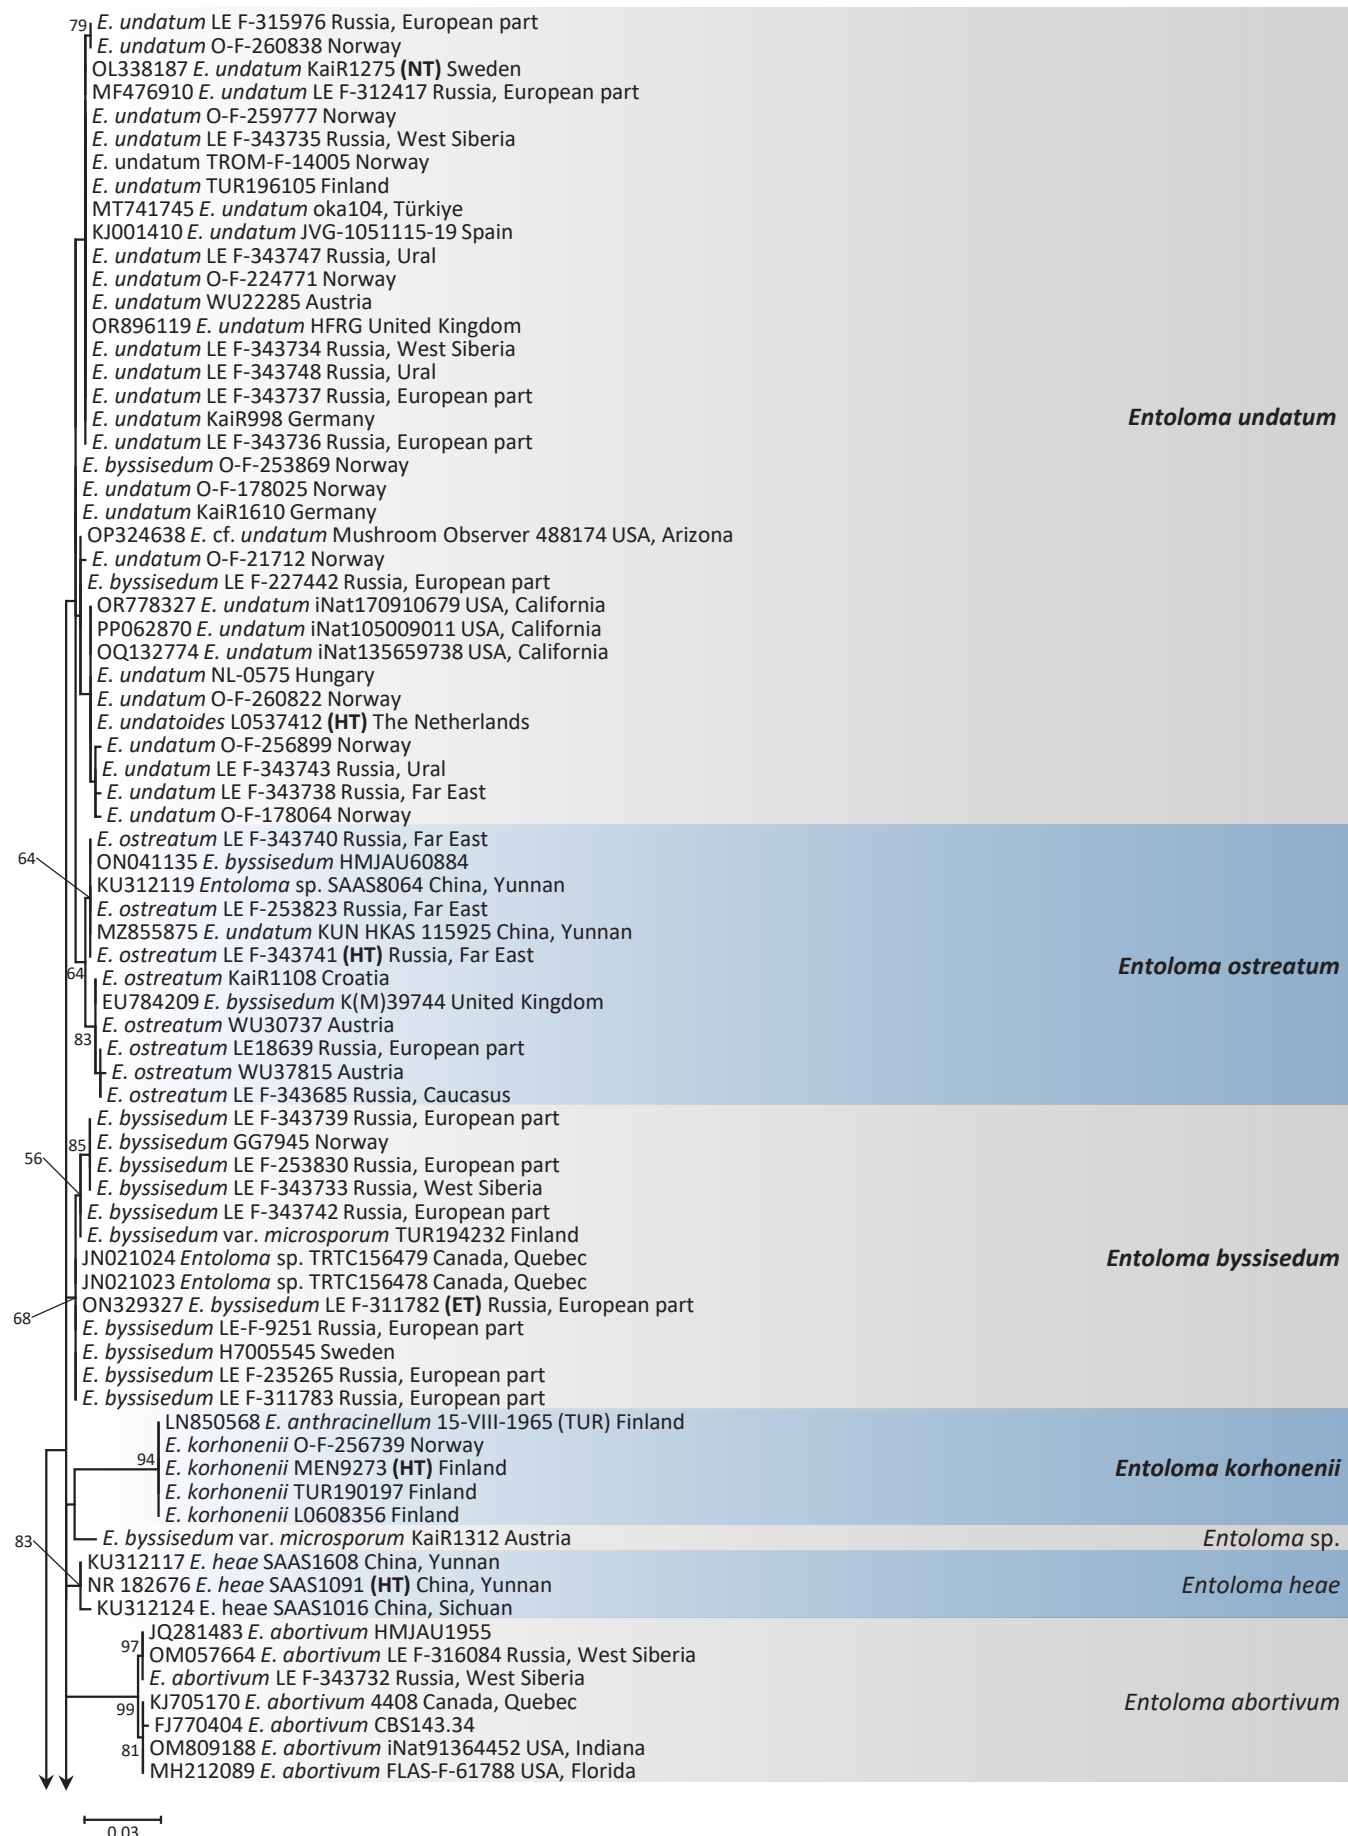 79
E. undatum LE F-315976 Russia, European part
E. undatum O-F-260838 Norway
OL338187 E. undatum KaiR1275 (NT) Sweden
MF476910 E. undatum LE F-312417 Russia, European part
E. undatum O-F-259777 Norway
E. undatum LE F-343735 Russia, West Siberia
E. undatum TROM-F-14005 Norway
E. undatum TUR196105 Finland
MT741745 E. undatum oka104, Türkiye
KJ001410 E. undatum JVG-1051115-19 Spain
E. undatum LE F-343747 Russia, Ural
E. undatum O-F-224771 Norway
E. undatum WU22285 Austria
OR896119 E. undatum HFRG United Kingdom
E. undatum LE F-343734 Russia, West Siberia
E. undatum LE F-343748 Russia, Ural
E. undatum LE F-343737 Russia, European part
E. undatum KaiR998 Germany
Entoloma undatum
E. undatum LE F-343736 Russia, European part
E. byssisedum O-F-253869 Norway
E. undatum O-F-178025 Norway
E. undatum KaiR1610 Germany
OP324638 E. cf. undatum Mushroom Observer 488174 USA, Arizona
E. undatum O-F-21712 Norway
E. byssisedum LE F-227442 Russia, European part
OR778327 E. undatum iNat170910679 USA, California
PP062870 E. undatum iNat105009011 USA, California
OQ132774 E. undatum iNat135659738 USA, California
E. undatum NL-0575 Hungary
E. undatum O-F-260822 Norway
E. undatoides L0537412 (HT) The Netherlands
E. undatum O-F-256899 Norway
E. undatum LE F-343743 Russia, Ural
E. undatum LE F-343738 Russia, Far East
E. undatum O-F-178064 Norway
E. ostreatum LE F-343740 Russia, Far East
64
ON041135 E. byssisedum HMJAU60884
KU312119 Entoloma sp. SAAS8064 China, Yunnan
E. ostreatum LE F-253823 Russia, Far East
MZ855875 E. undatum KUN HKAS 115925 China, Yunnan
E. ostreatum LE F-343741 (HT) Russia, Far East
Entoloma ostreatum
64
E. ostreatum KaiR1108 Croatia
EU784209 E. byssisedum K(M)39744 United Kingdom
E. ostreatum WU30737 Austria
83
E. ostreatum LE18639 Russia, European part
E. ostreatum WU37815 Austria
E. ostreatum LE F-343685 Russia, Caucasus
E. byssisedum LE F-343739 Russia, European part
85
E. byssisedum GG7945 Norway
56
E. byssisedum LE F-253830 Russia, European part
E. byssisedum LE F-343733 Russia, West Siberia
E. byssisedum LE F-343742 Russia, European part
E. byssisedum var. microsporum TUR194232 Finland
JN021024 Entoloma sp. TRTC156479 Canada, Quebec
Entoloma byssisedum
JN021023 Entoloma sp. TRTC156478 Canada, Quebec
ON329327 E. byssisedum LE F-311782 (ET) Russia, European part
68
E. byssisedum LE-F-9251 Russia, European part
E. byssisedum H7005545 Sweden
E. byssisedum LE F-235265 Russia, European part
E. byssisedum LE F-311783 Russia, European part
LN850568 E. anthracinellum 15-VIII-1965 (TUR) Finland
E. korhonenii O-F-256739 Norway
94
E. korhonenii MEN9273 (HT) Finland
Entoloma korhonenii
E. korhonenii TUR190197 Finland
E. korhonenii L0608356 Finland
83
E. byssisedum var. microsporum KaiR1312 Austria
Entoloma sp.
KU312117 E. heae SAAS1608 China, Yunnan
NR 182676 E. heae SAAS1091 (HT) China, Yunnan
Entoloma heae
KU312124 E. heae SAAS1016 China, Sichuan
JQ281483 E. abortivum HMJAU1955
97
OM057664 E. abortivum LE F-316084 Russia, West Siberia
E. abortivum LE F-343732 Russia, West Siberia
KJ705170 E. abortivum 4408 Canada, Quebec
Entoloma abortivum
99
FJ770404 E. abortivum CBS143.34
81
OM809188 E. abortivum iNat91364452 USA, Indiana
MH212089 E. abortivum FLAS-F-61788 USA, Florida
0.03